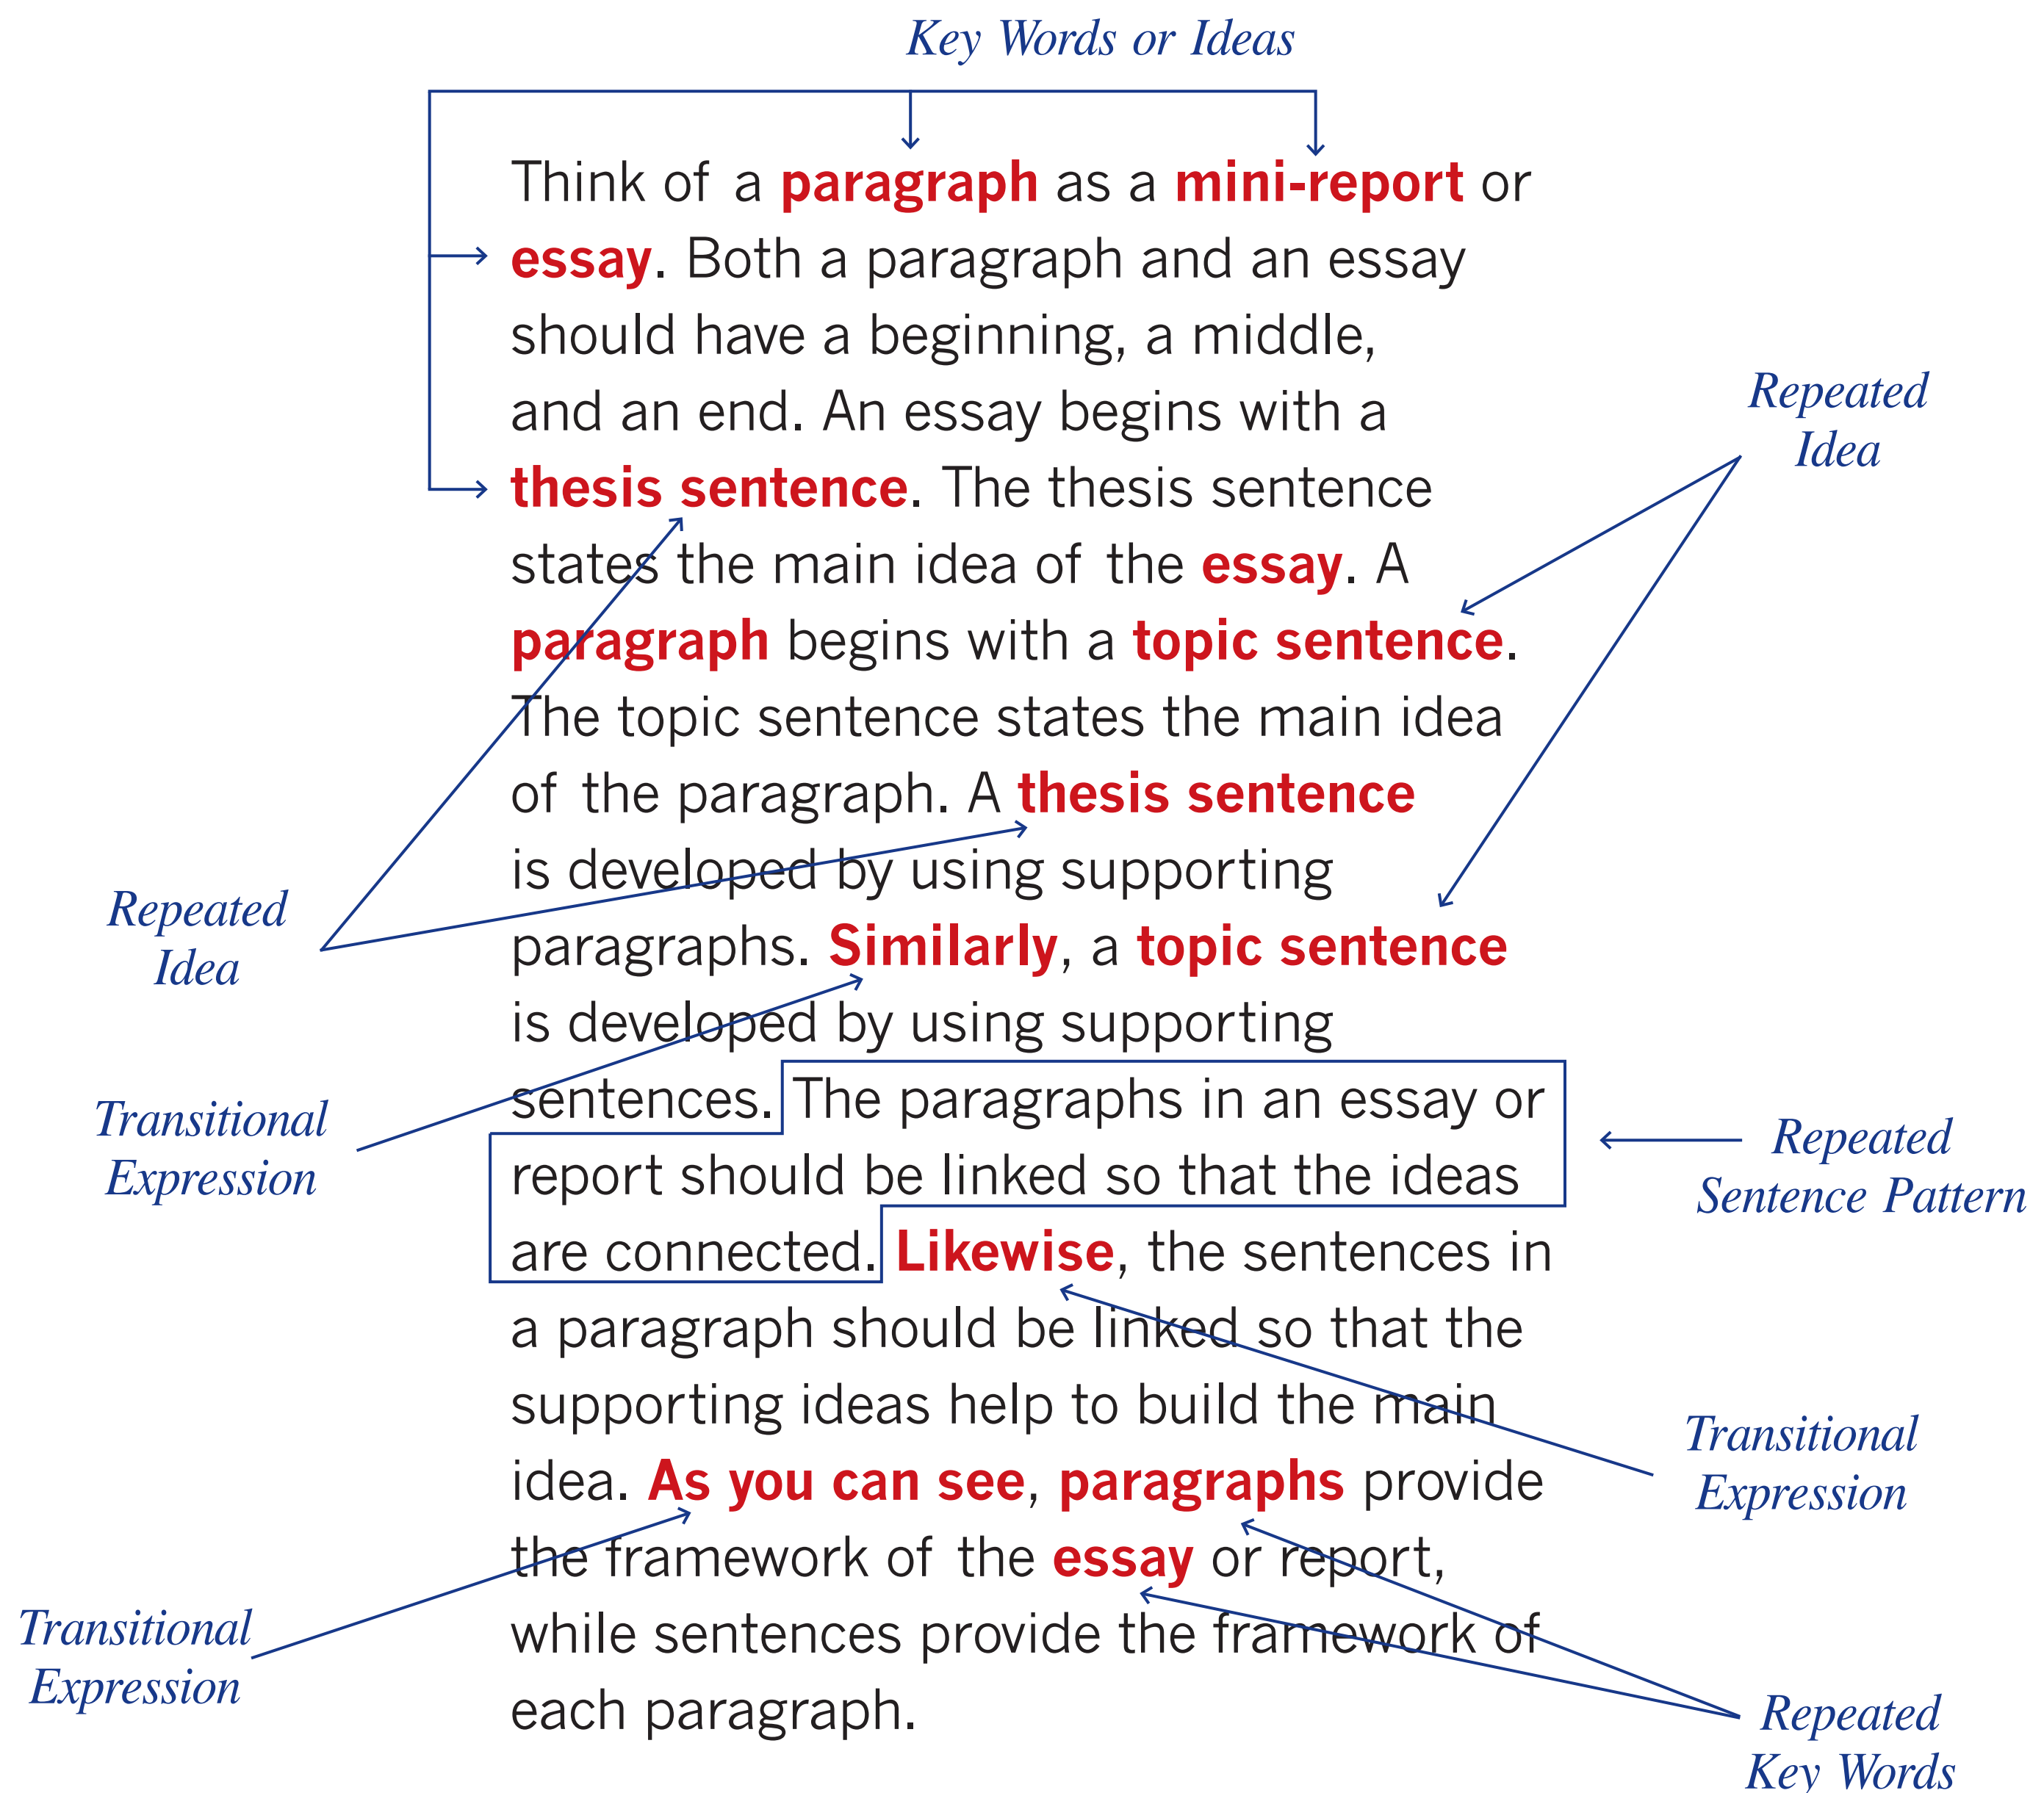 Key Words or Ideas
Think of a paragraph as a mini-report or
essay. Both a paragraph and an essay
should have a beginning, a middle,
and an end. An essay begins with a
thesis sentence. The thesis sentence
states the main idea of the essay. A
paragraph begins with a topic sentence.
The topic sentence states the main idea
of the paragraph. A thesis sentence
is developed by using supporting
paragraphs. Similarly, a topic sentence
is developed by using supporting
sentences. The paragraphs in an essay or
report should be linked so that the ideas
are connected. Likewise, the sentences in
a paragraph should be linked so that the
supporting ideas help to build the main
idea. As you can see, paragraphs provide
the framework of the essay or report,
while sentences provide the framework of
each paragraph.
Repeated
Idea
Repeated
Idea
Transitional
Expression
Repeated
Sentence Pattern
Transitional
Expression
Transitional
Expression
Repeated
Key Words